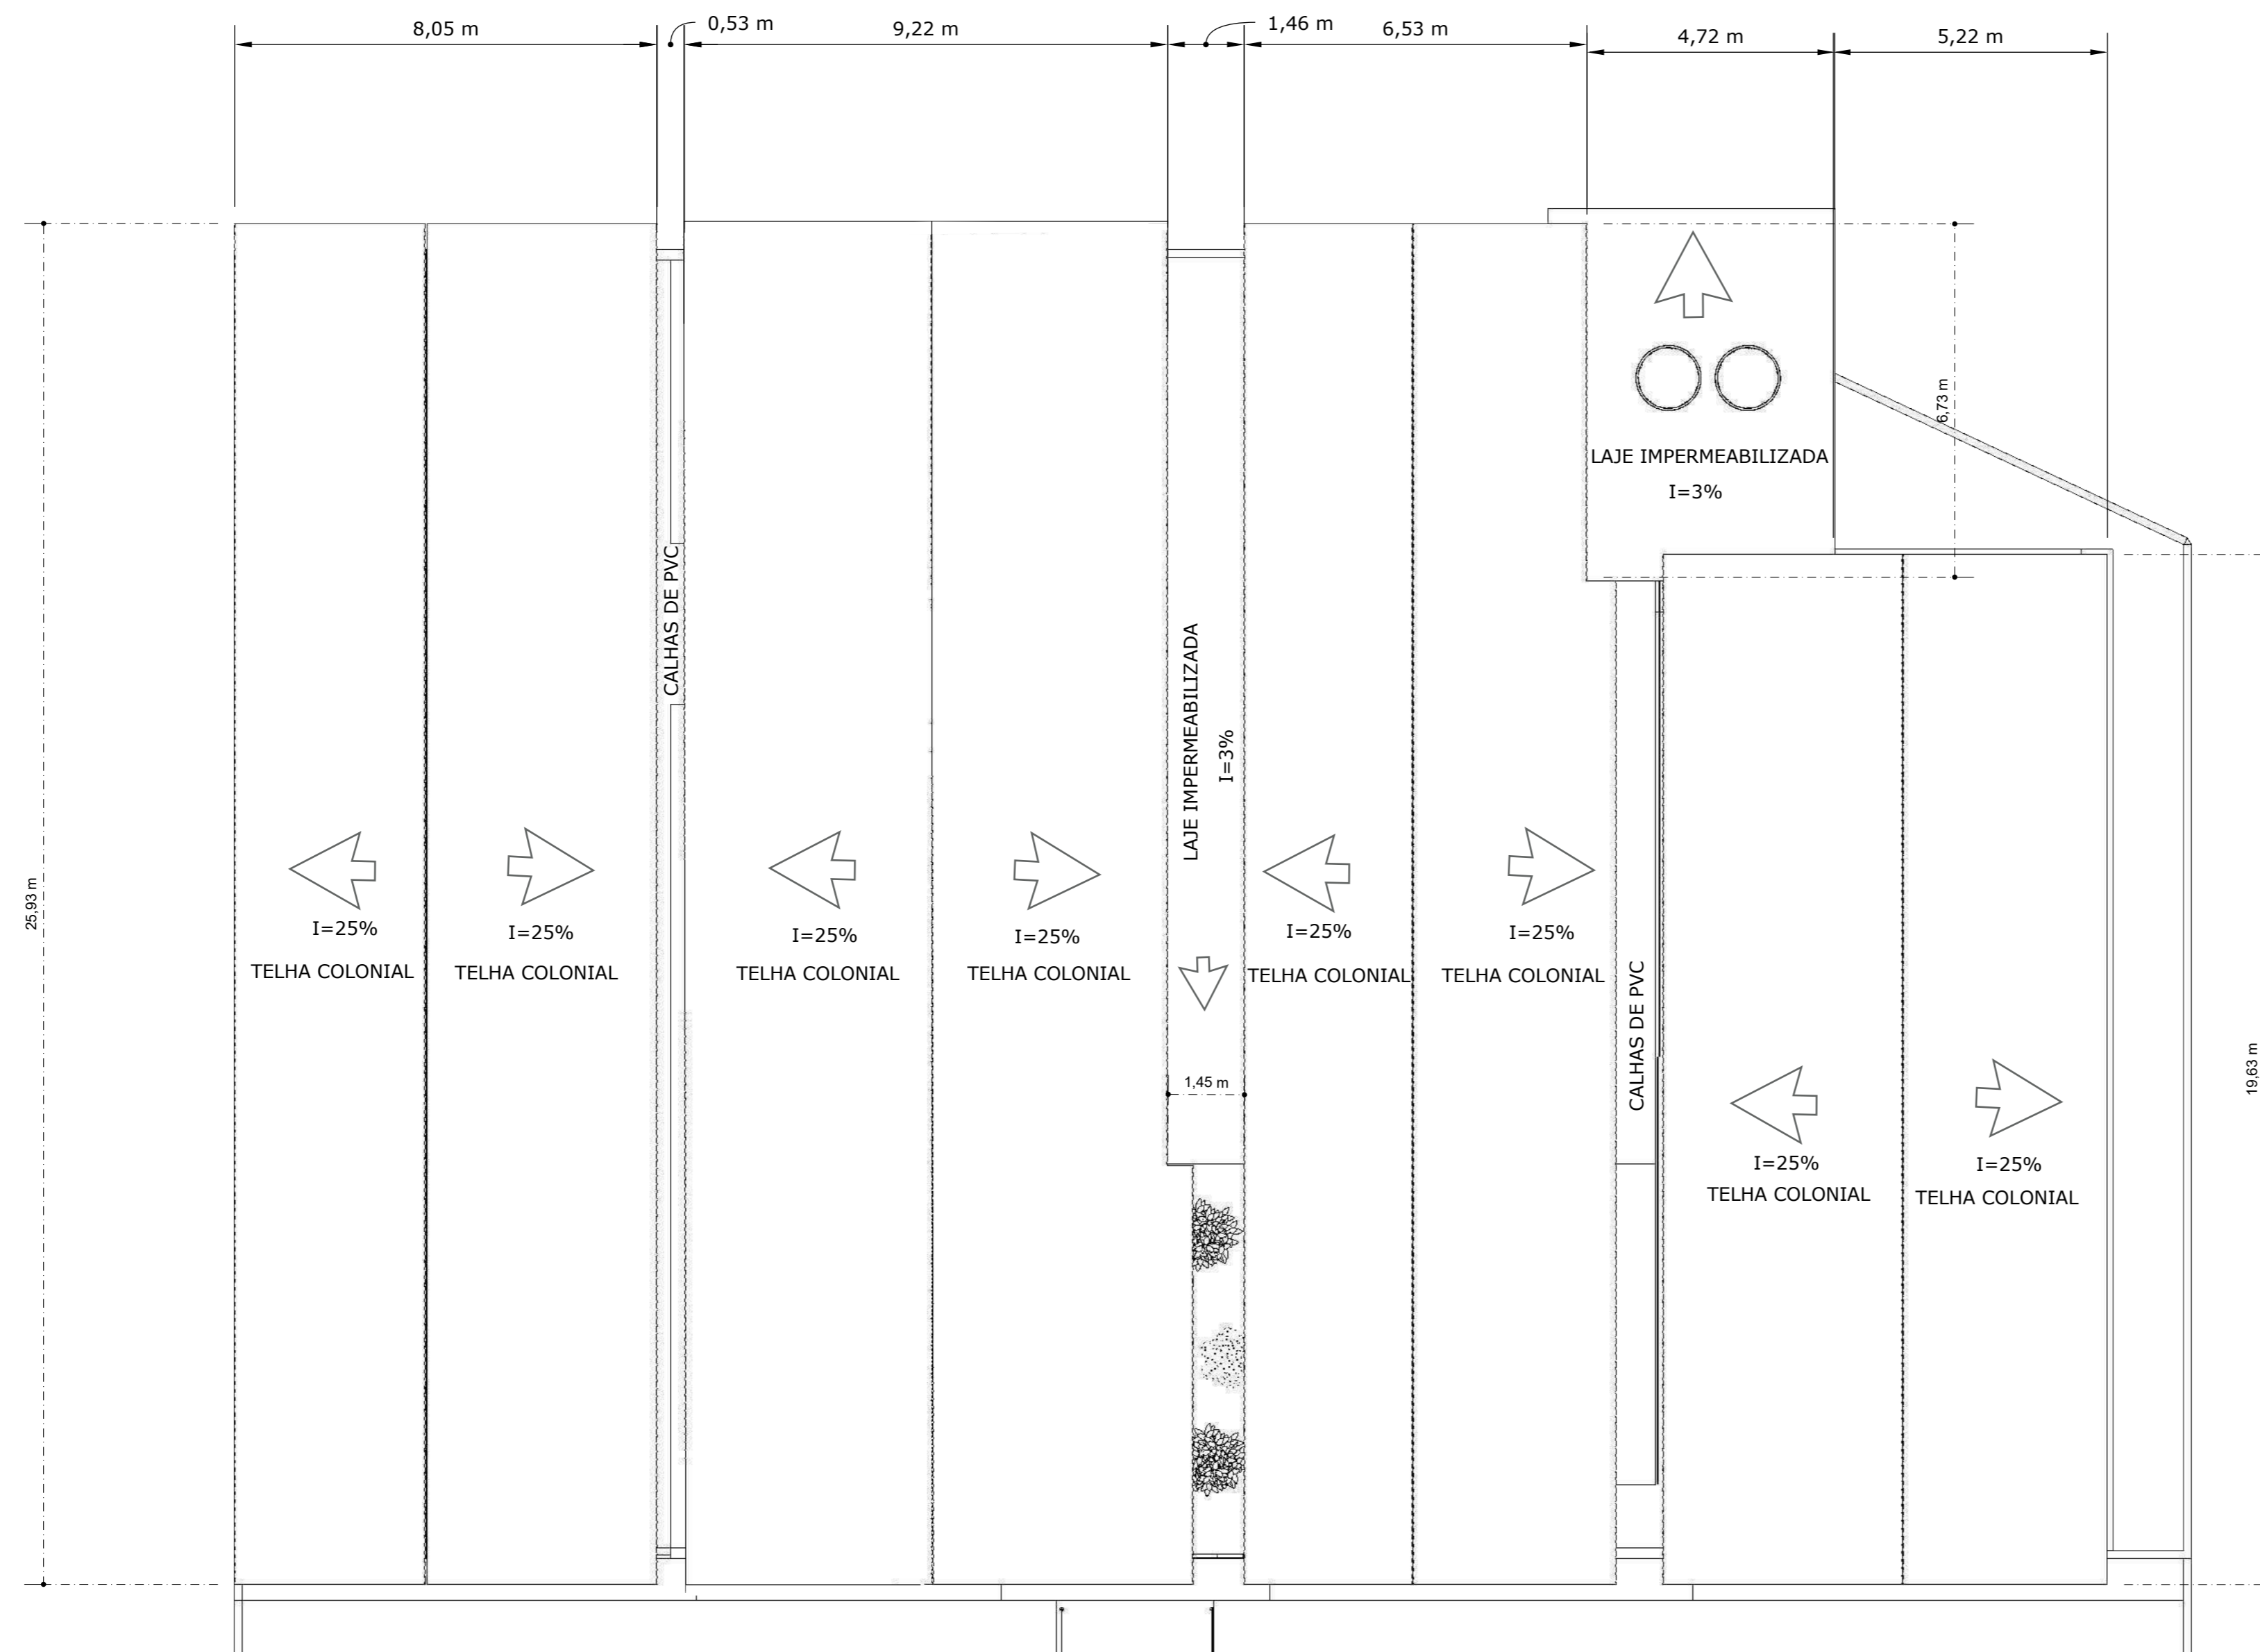 8,05 m
0,53 m
9,22 m
1,46 m
6,53 m
4,72 m
5,22 m
6,73 m
LAJE IMPERMEABILIZADA
I=3%
CALHAS DE PVC
LAJE IMPERMEABILIZADA
I=3%
25,93 m
I=25%
TELHA COLONIAL
I=25%
TELHA COLONIAL
I=25%
TELHA COLONIAL
I=25%
TELHA COLONIAL
I=25%
TELHA COLONIAL
I=25%
TELHA COLONIAL
CALHAS DE PVC
1,45 m
19,63 m
I=25%
TELHA COLONIAL
I=25%
TELHA COLONIAL